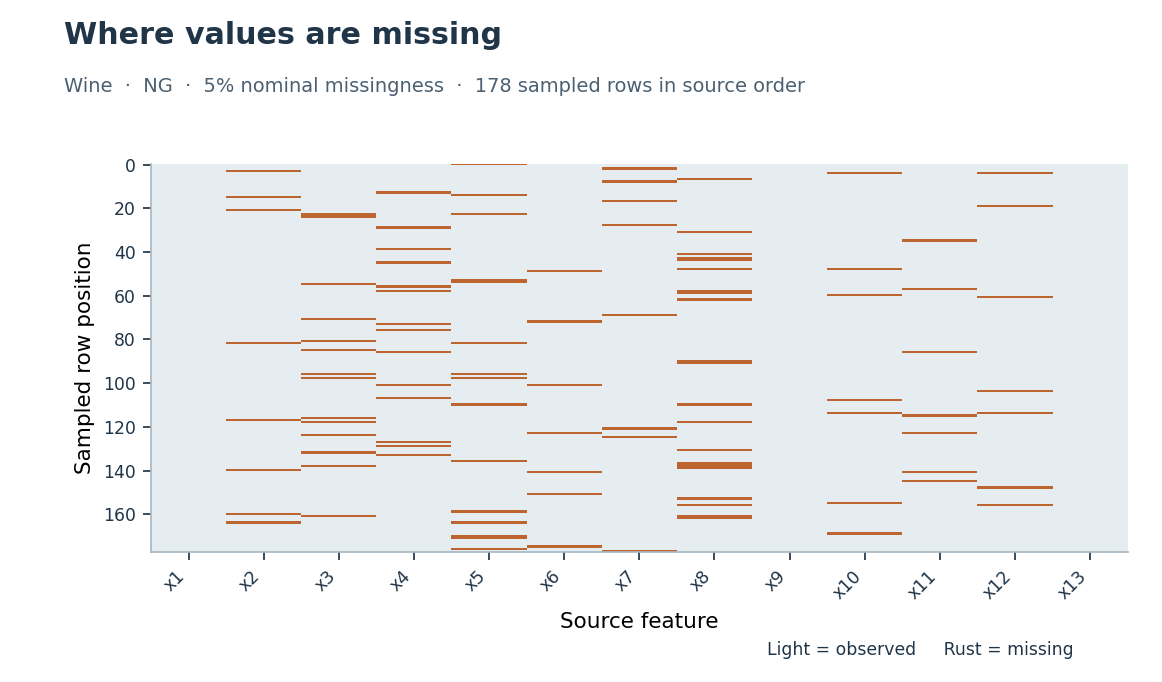 Where values are missing
Wine · NG · 5% nominal missingness · 178 sampled rows in source order
0
20
40
60
80
100
120
140
160
Sampled row position
x1
x2
x3
x4
x5
x6
x7
x8
x9
x10
x11
x12
x13
Source feature
Light = observed Rust = missing